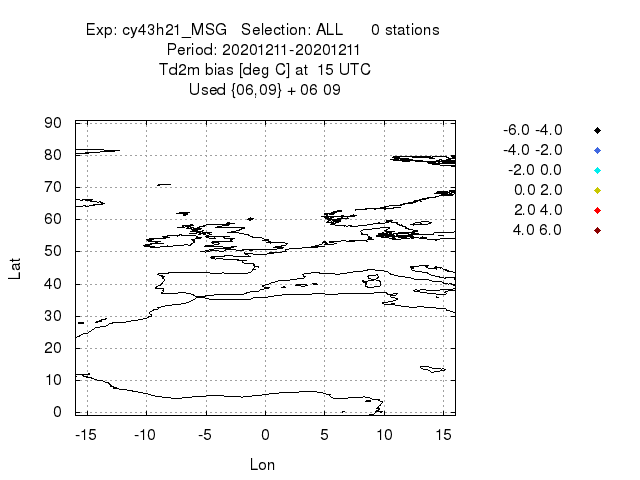 Exp: cy43h21_MSG   Selection: ALL      0 stations
Period: 20201211-20201211
Td2m bias [deg C] at  15 UTC
Used {06,09} + 06 09
90
80
70
60
50
40
30
20
10
0
Lat
-15 -10 -5 0 5 10 15
Lon
-6.0 -4.0
-4.0 -2.0
-2.0 0.0
0.0 2.0
2.0 4.0
4.0 6.0